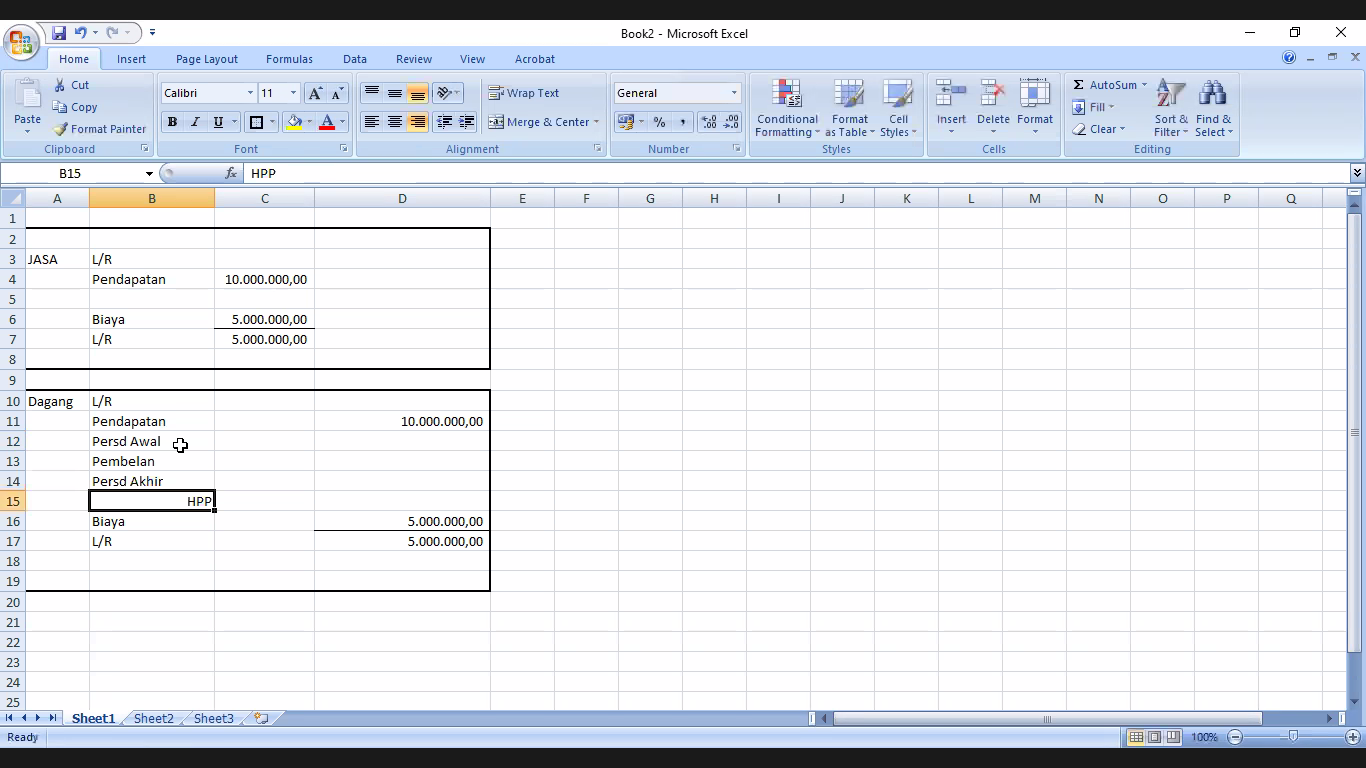 Book2 - Microsoft Excel
Home Insert Page Layout Formulas Data Review View Acrobat
Paste Cut Copy Format Painter Clipboard
Calibri 11 A A B I U A Font
Wrap Text Merge & Center Alignment
General % , Number
Conditional Formatting Format as Table Cell Styles Styles
Insert Delete Format Cells
Σ AutoSum Fill Clear Sort & Filter Find & Select Editing
B15 fx HPP
A B C D E F G H I J K L M N O P Q
1
2
3 JASA L/R
4 Pendapatan 10.000.000,00
5
6 Biaya 5.000.000,00
7 L/R 5.000.000,00
8
9
10 Dagang L/R
11 Pendapatan 10.000.000,00
12 Persd Awal
13 Pembelan
14 Persd Akhir
15 HPP
16 Biaya 5.000.000,00
17 L/R 5.000.000,00
18
19
20
21
22
23
24
25
Sheet1 Sheet2 Sheet3
Ready 100%